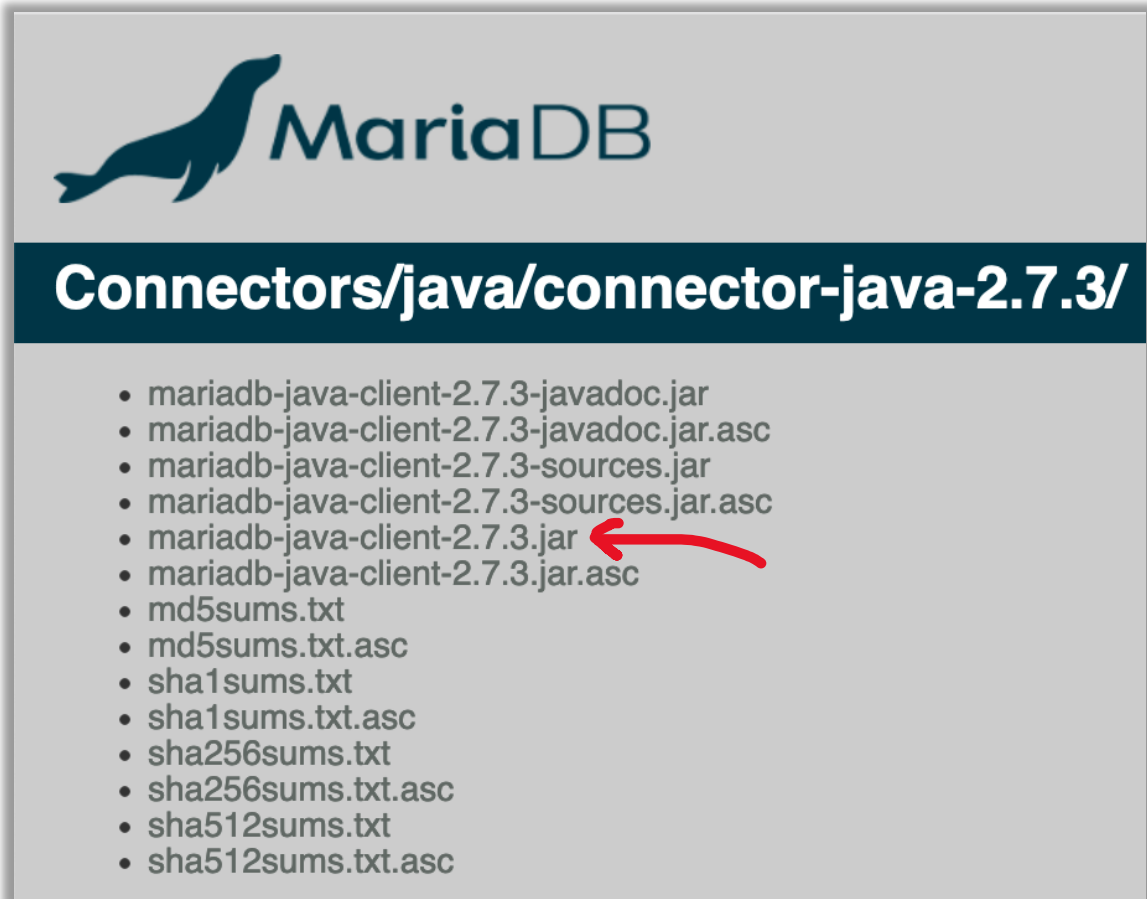 MariaDB
Connectors/java/connector-java-2.7.3/
mariadb-java-client-2.7.3-javadoc.jar
mariadb-java-client-2.7.3-javadoc.jar.asc
mariadb-java-client-2.7.3-sources.jar
mariadb-java-client-2.7.3-sources.jar.asc
mariadb-java-client-2.7.3.jar
mariadb-java-client-2.7.3.jar.asc
md5sums.txt
md5sums.txt.asc
sha1sums.txt
sha1sums.txt.asc
sha256sums.txt
sha256sums.txt.asc
sha512sums.txt
sha512sums.txt.asc